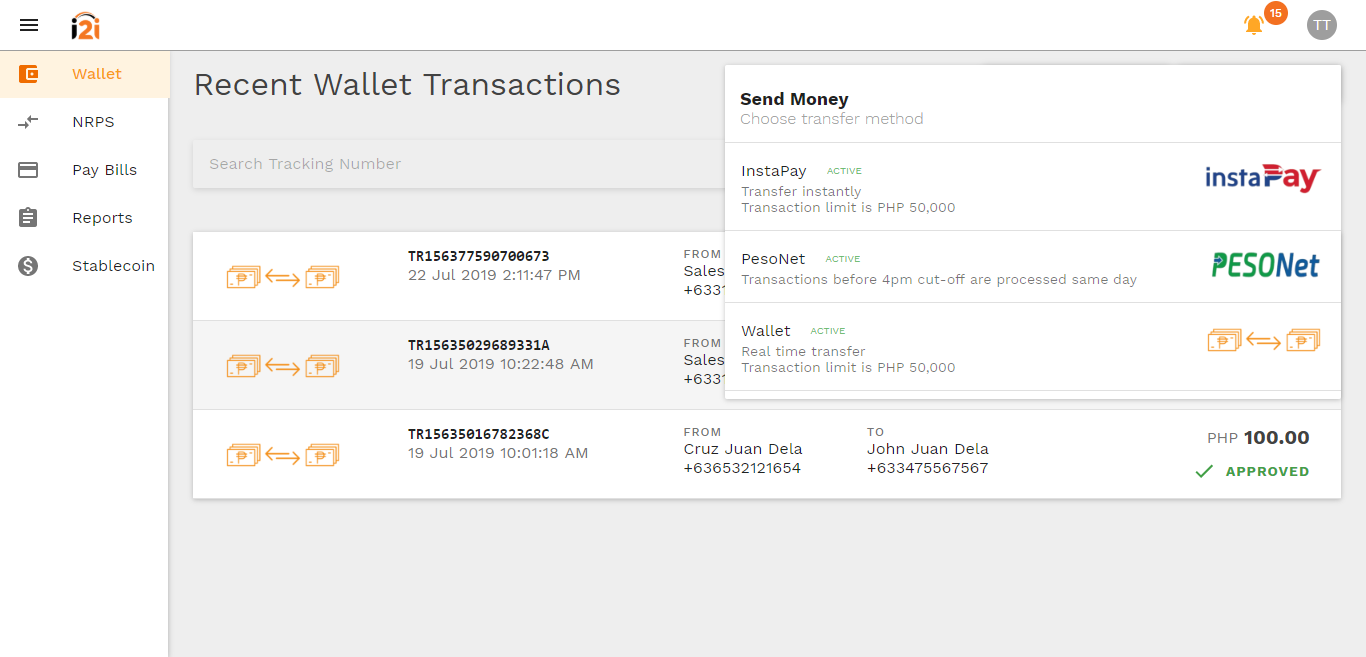 i2i
15
TT
Wallet
NRPS
Pay Bills
Reports
Stablecoin
Recent Wallet Transactions
Search Tracking Number
Send Money
Choose transfer method
InstaPay ACTIVE
Transfer instantly
Transaction limit is PHP 50,000
instaPay
PesoNet ACTIVE
Transactions before 4pm cut-off are processed same day
PESONet
Wallet ACTIVE
Real time transfer
Transaction limit is PHP 50,000
TR156377590700673
22 Jul 2019 2:11:47 PM
FROM
Sales
+6331
TR15635029689331A
19 Jul 2019 10:22:48 AM
FROM
Sales
+6331
TR15635016782368C
19 Jul 2019 10:01:18 AM
FROM
Cruz Juan Dela
+636532121654
TO
John Juan Dela
+633475567567
PHP 100.00
APPROVED